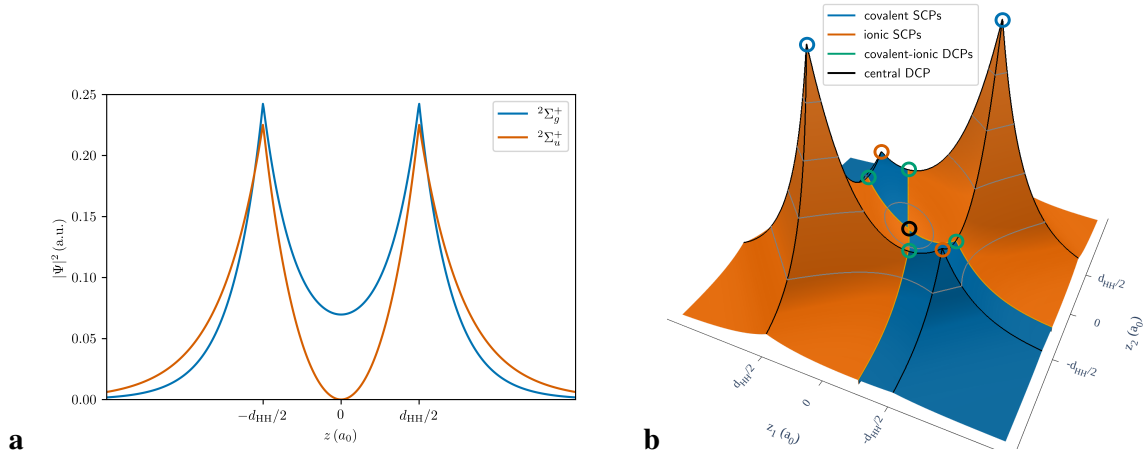 0.25
0.20
0.15
0.10
0.05
0.00
|Ψ|² (a.u.)
²Σg⁺
²Σu⁺
−dHH/2
0
dHH/2
z (a₀)
a
covalent SCPs
ionic SCPs
covalent-ionic DCPs
central DCP
dHH/2
0
-dHH/2
z₁ (a₀)
dHH/2
0
-dHH/2
z₂ (a₀)
b